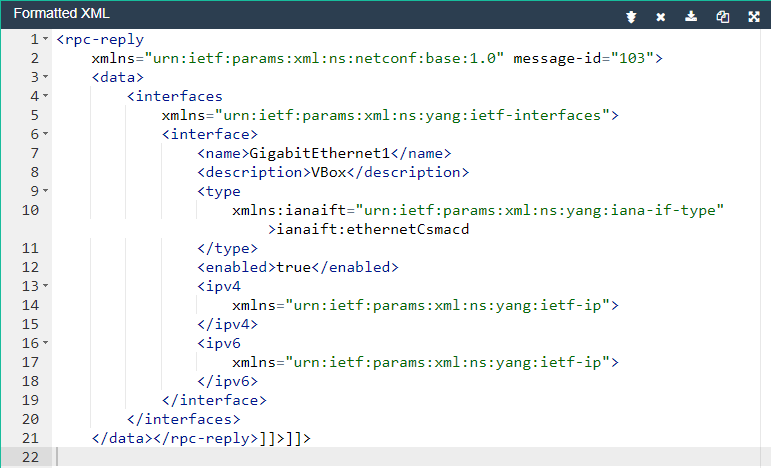 Formatted XML
1 <rpc-reply
2 xmlns="urn:ietf:params:xml:ns:netconf:base:1.0" message-id="103">
3 <data>
4 <interfaces
5 xmlns="urn:ietf:params:xml:ns:yang:ietf-interfaces">
6 <interface>
7 <name>GigabitEthernet1</name>
8 <description>VBox</description>
9 <type
10 xmlns:ianaift="urn:ietf:params:xml:ns:yang:iana-if-type"
>ianaift:ethernetCsmacd
11 </type>
12 <enabled>true</enabled>
13 <ipv4
14 xmlns="urn:ietf:params:xml:ns:yang:ietf-ip">
15 </ipv4>
16 <ipv6
17 xmlns="urn:ietf:params:xml:ns:yang:ietf-ip">
18 </ipv6>
19 </interface>
20 </interfaces>
21 </data></rpc-reply>]]>]]>
22